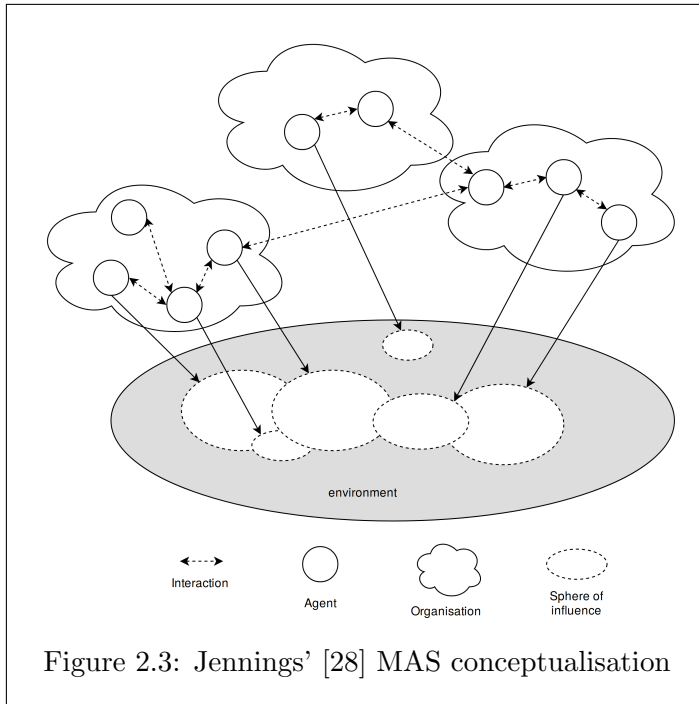 environment
Interaction
Agent
Organisation
Sphere of
influence
Figure 2.3: Jennings’ [28] MAS conceptualisation